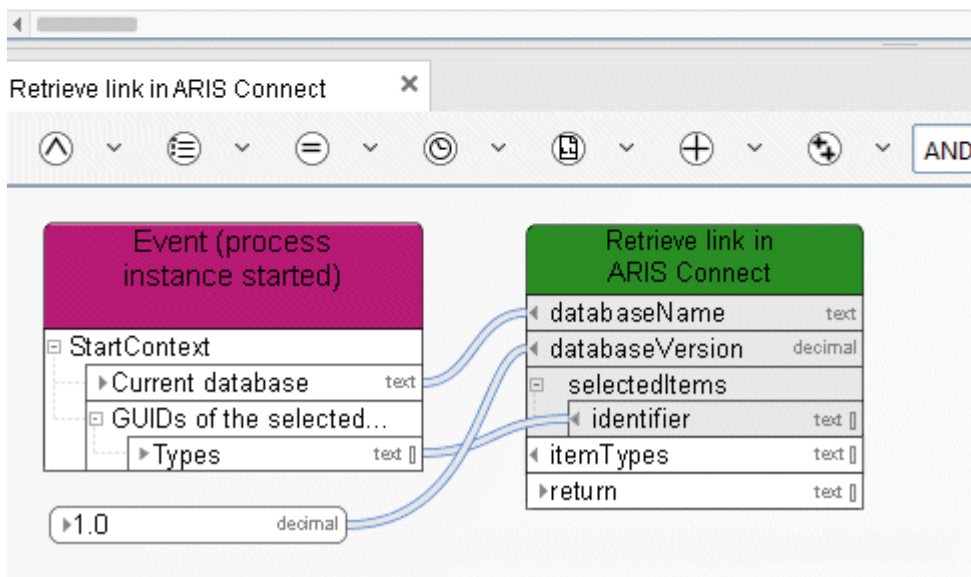 Retrieve link in ARIS Connect
AND
Event (process
instance started)
StartContext
Current database text
GUIDs of the selected...
Types text []
1.0 decimal
Retrieve link in
ARIS Connect
databaseName text
databaseVersion decimal
selectedItems
identifier text []
itemTypes text []
return text []